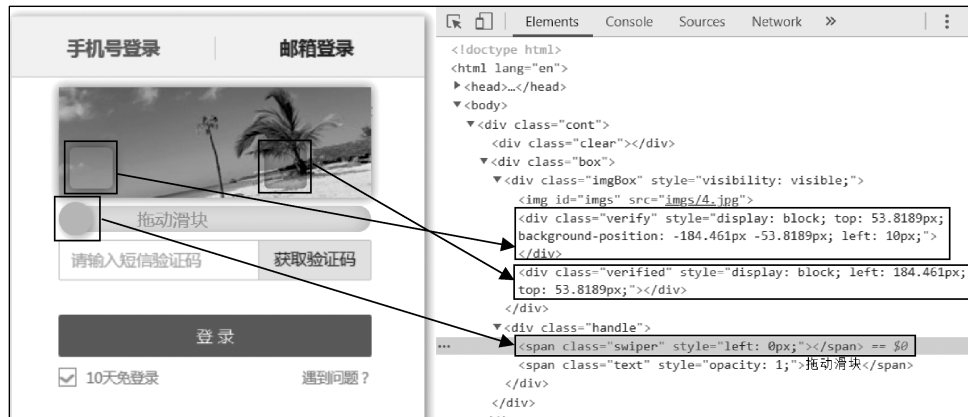 手机号登录 邮箱登录
拖动滑块
请输入短信验证码 获取验证码
登录
10天免登录 遇到问题？
Elements Console Sources Network »
<!doctype html>
<html lang="en">
<head>…</head>
<body>
<div class="cont">
<div class="clear"></div>
<div class="box">
<div class="imgBox" style="visibility: visible;">
<img id="imgs" src="imgs/4.jpg">
<div class="verify" style="display: block; top: 53.8189px;
background-position: -184.461px -53.8189px; left: 10px;">
</div>
<div class="verified" style="display: block; left: 184.461px;
top: 53.8189px;"></div>
</div>
<div class="handle">
<span class="swiper" style="left: 0px;"></span> == $0
<span class="text" style="opacity: 1;">拖动滑块</span>
</div>
</div>